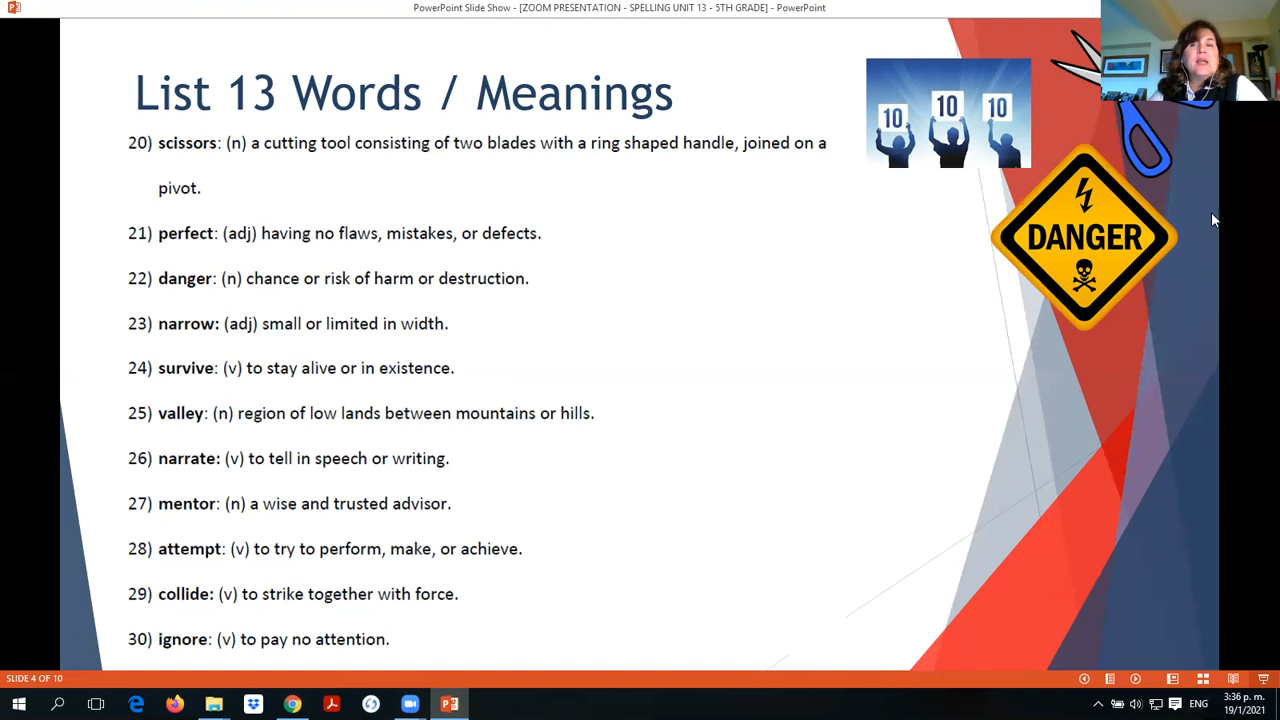 PowerPoint Slide Show - [ZOOM PRESENTATION - SPELLING UNIT 13 - 5TH GRADE] - PowerPoint
List 13 Words / Meanings
10 10 10
20) scissors: (n) a cutting tool consisting of two blades with a ring shaped handle, joined on a
pivot.
DANGER
21) perfect: (adj) having no flaws, mistakes, or defects.
22) danger: (n) chance or risk of harm or destruction.
23) narrow: (adj) small or limited in width.
24) survive: (v) to stay alive or in existence.
25) valley: (n) region of low lands between mountains or hills.
26) narrate: (v) to tell in speech or writing.
27) mentor: (n) a wise and trusted advisor.
28) attempt: (v) to try to perform, make, or achieve.
29) collide: (v) to strike together with force.
30) ignore: (v) to pay no attention.
SLIDE 4 OF 10
ENG
3:36 p. m.
19/1/2021